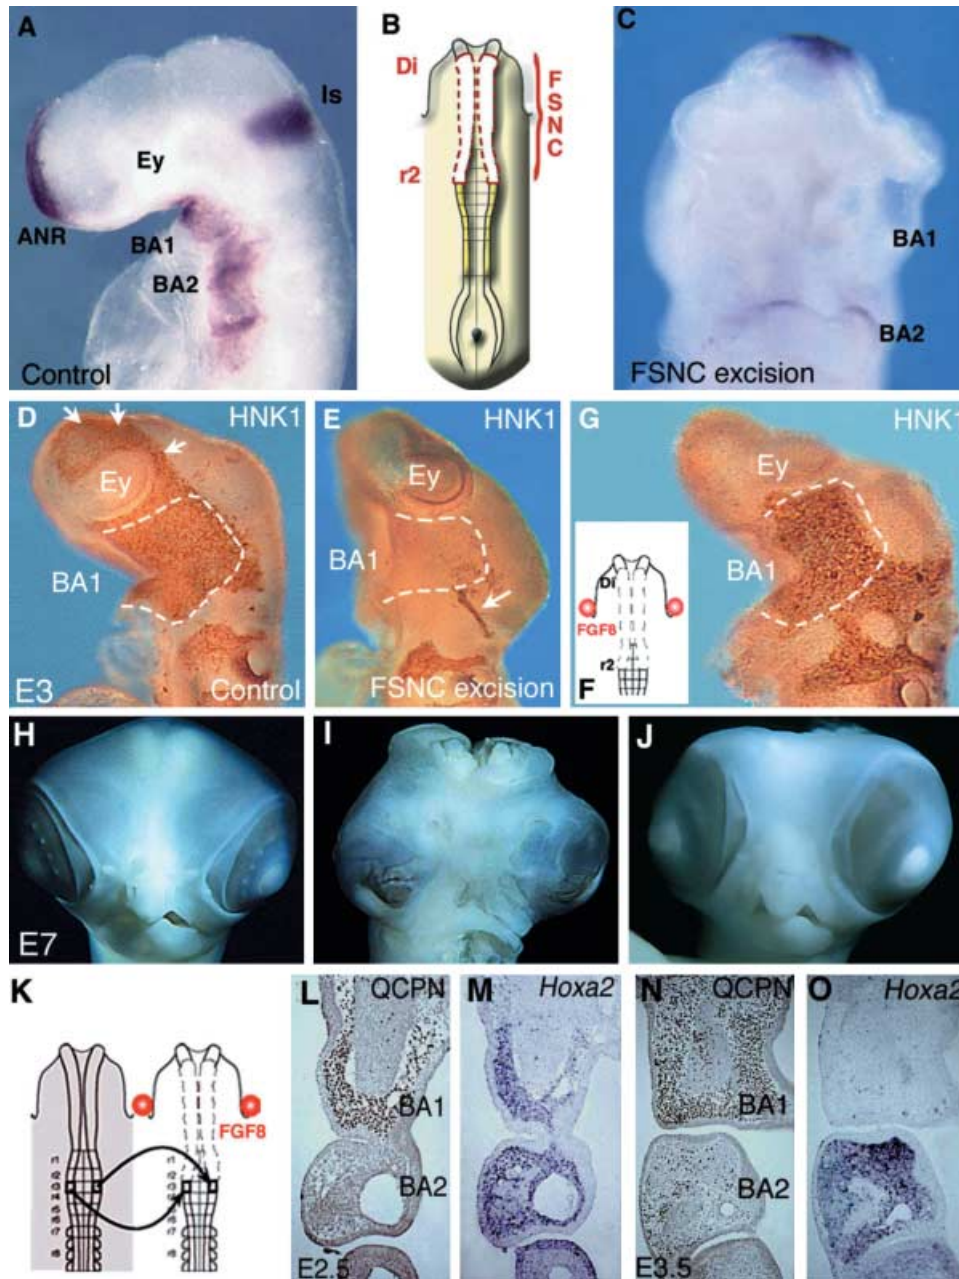 A
Is
Ey
ANR
BA1
BA2
Control
B
Di
FSNC
r2
C
BA1
BA2
FSNC excision
D
HNK1
Ey
BA1
E3
Control
E
HNK1
Ey
BA1
FSNC excision
Di
FGF8
r2
F
G
HNK1
Ey
BA1
H
E7
I
J
K
FGF8
L
QCPN
BA1
BA2
E2.5
M
Hoxa2
N
QCPN
BA1
BA2
E3.5
O
Hoxa2